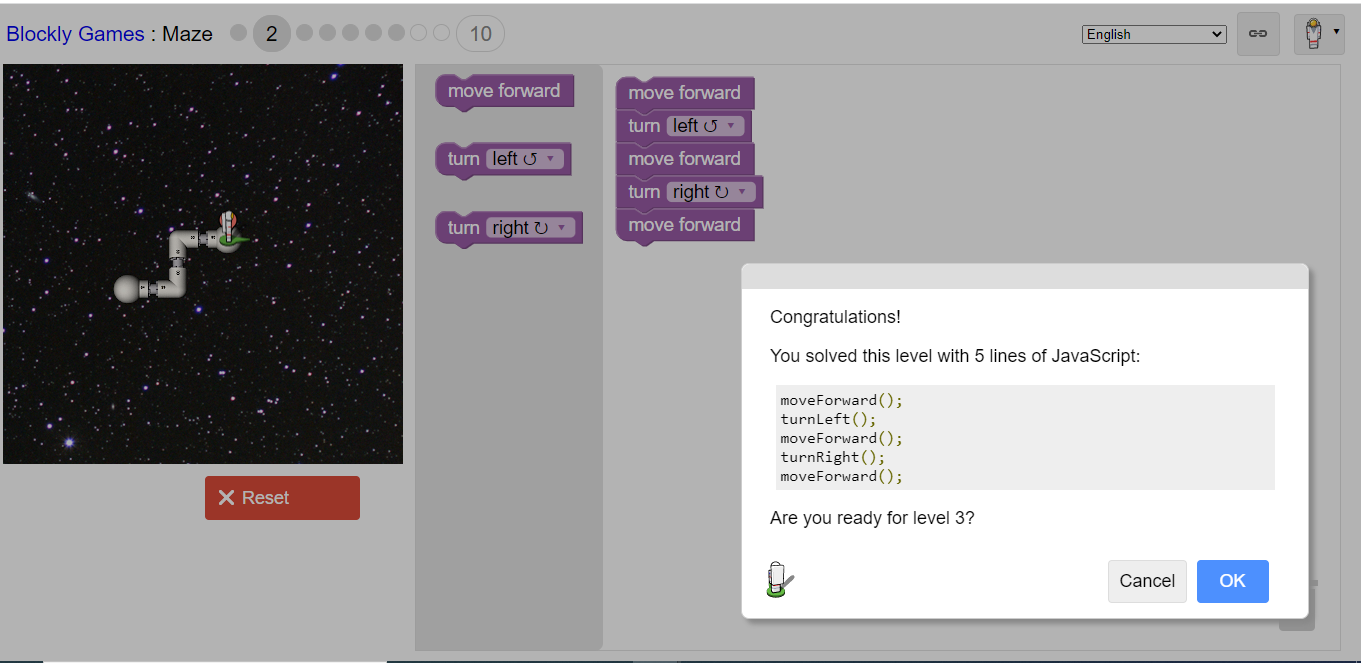 Blockly Games : Maze 2 10 English
move forward
turn left ↺
turn right ↻
move forward
turn left ↺
move forward
turn right ↻
move forward
Reset
Congratulations!
You solved this level with 5 lines of JavaScript:
moveForward();
turnLeft();
moveForward();
turnRight();
moveForward();
Are you ready for level 3?
Cancel OK